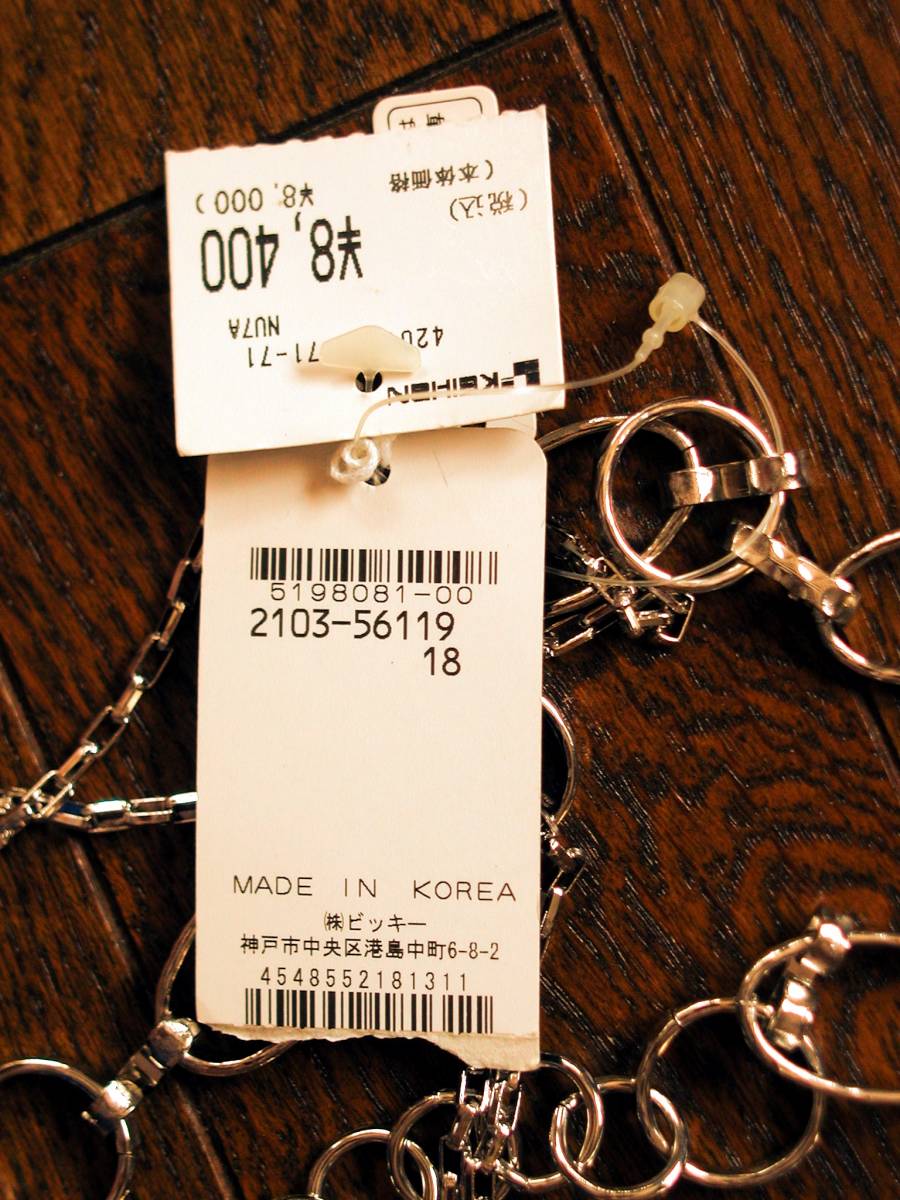 KEIHAN
71-71
NU7A
¥8,400
(税込)
(本体価格
¥8,000)
5198081-00
2103-56119
18
MADE IN KOREA
㈱ビッキー
神戸市中央区港島中町6-8-2
4548552181311